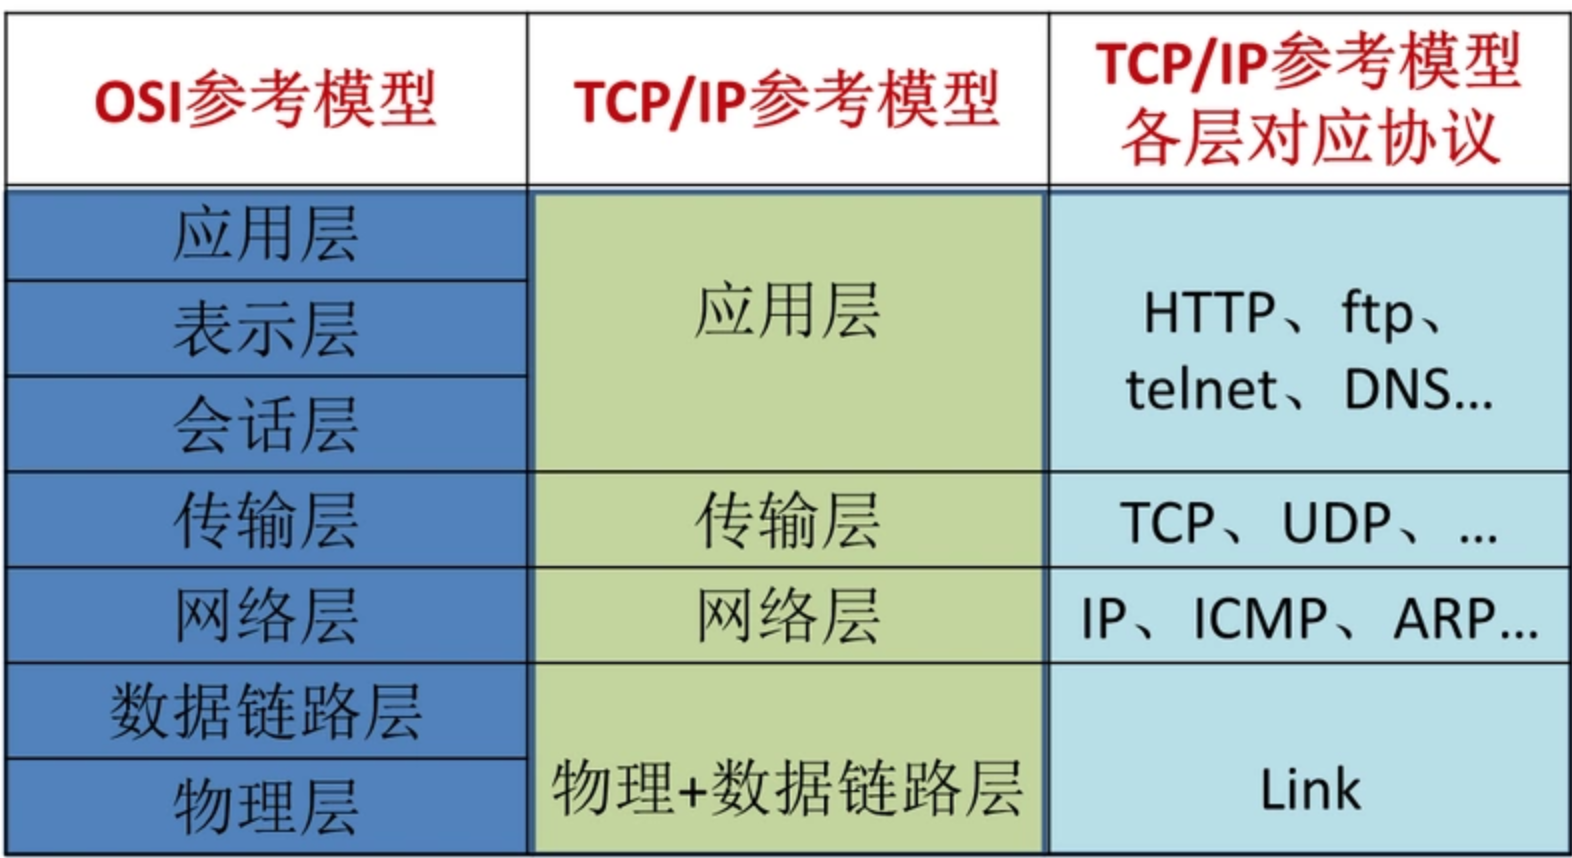 OSI参考模型
TCP/IP参考模型
TCP/IP参考模型
各层对应协议
应用层
表示层
会话层
传输层
网络层
数据链路层
物理层
应用层
传输层
网络层
物理+数据链路层
HTTP、ftp、
telnet、DNS...
TCP、UDP、...
IP、ICMP、ARP...
Link